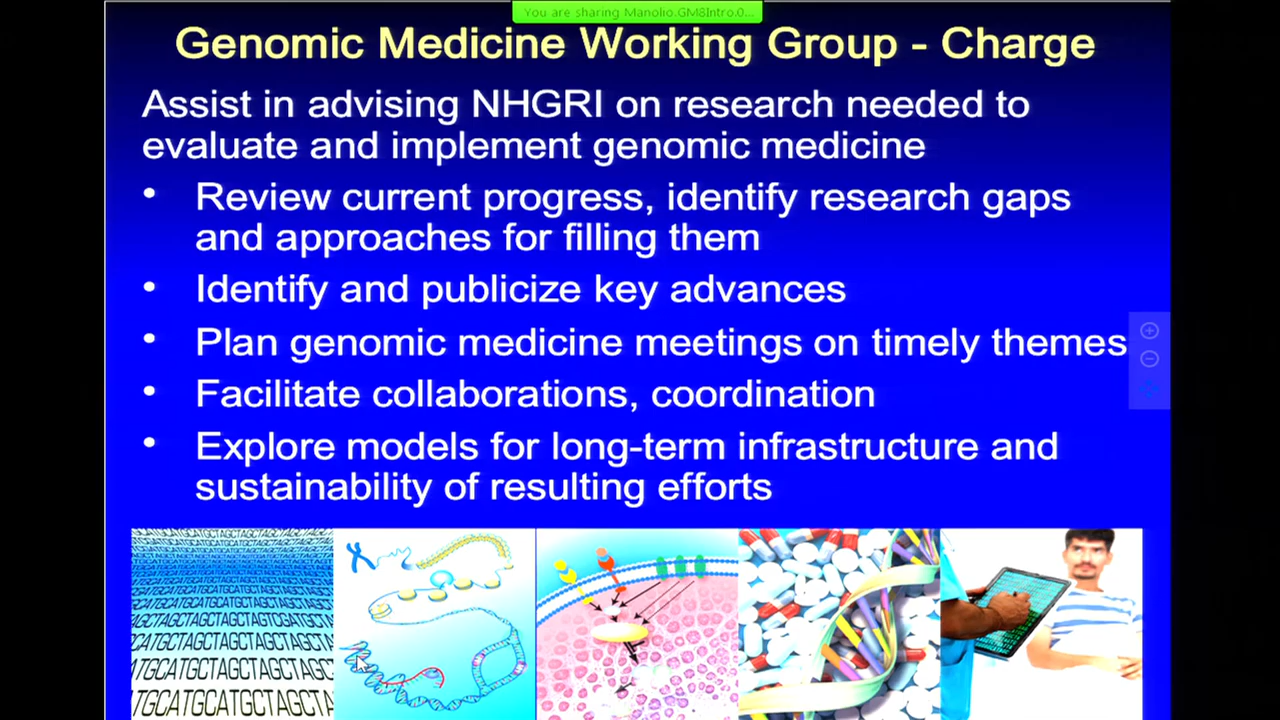 You are sharing Manolio.GM8Intro.0...
Genomic Medicine Working Group - Charge
Assist in advising NHGRI on research needed to
evaluate and implement genomic medicine
• Review current progress, identify research gaps
and approaches for filling them
• Identify and publicize key advances
• Plan genomic medicine meetings on timely themes
• Facilitate collaborations, coordination
• Explore models for long-term infrastructure and
sustainability of resulting efforts